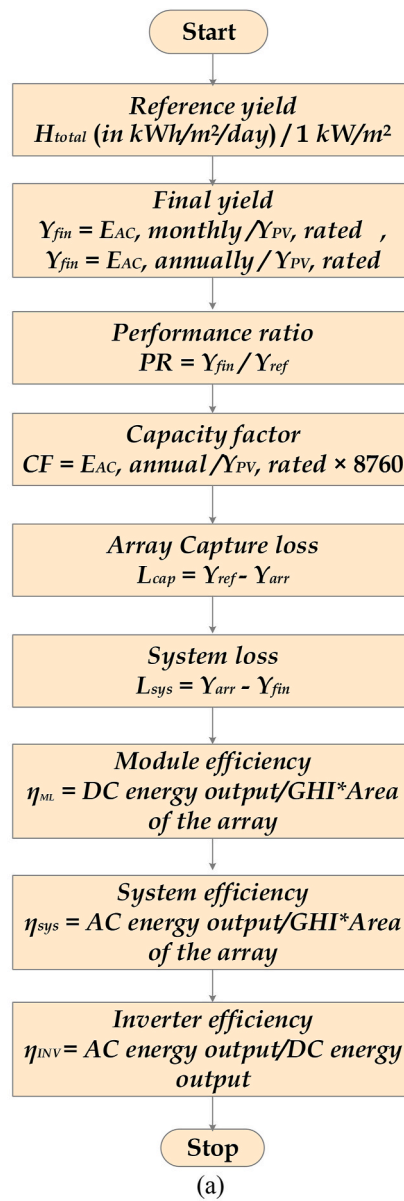 Start
Reference yield
Htotal (in kWh/m²/day) / 1 kW/m²
Final yield
Yfin = EAC, monthly /YPV, rated ,
Yfin = EAC, annually / YPV, rated
Performance ratio
PR = Yfin / Yref
Capacity factor
CF = EAC, annual /YPV, rated × 8760
Array Capture loss
Lcap = Yref - Yarr
System loss
Lsys = Yarr - Yfin
Module efficiency
ηML = DC energy output/GHI*Area
of the array
System efficiency
ηsys = AC energy output/GHI*Area
of the array
Inverter efficiency
ηINV = AC energy output/DC energy
output
Stop
(a)